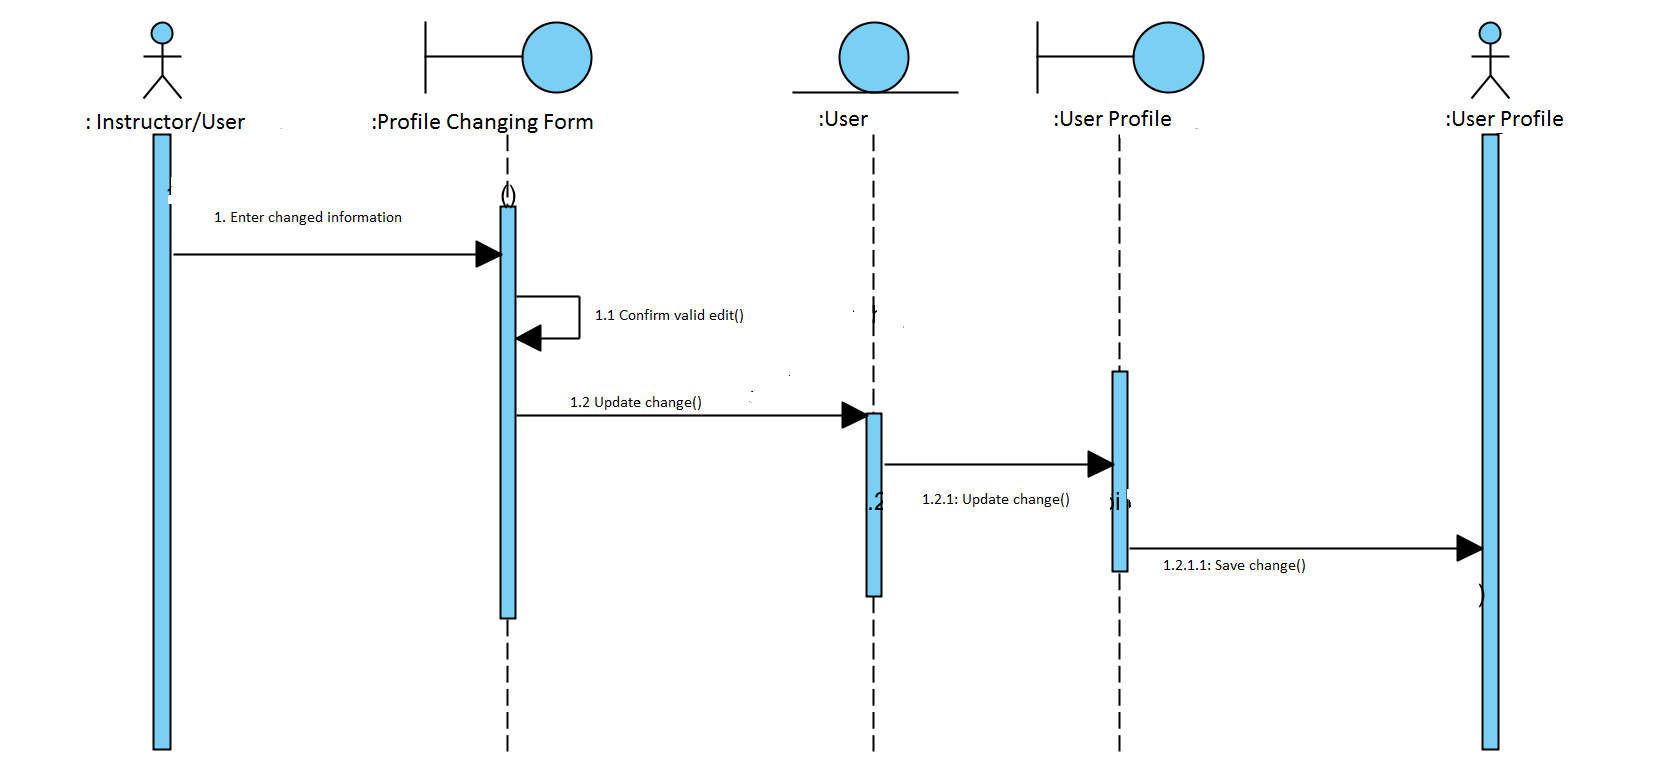 : Instructor/User
:Profile Changing Form
:User
:User Profile
:User Profile
()
1. Enter changed information
1.1 Confirm valid edit()
1.2 Update change()
.2
1.2.1: Update change()
1.2.1.1: Save change()
)